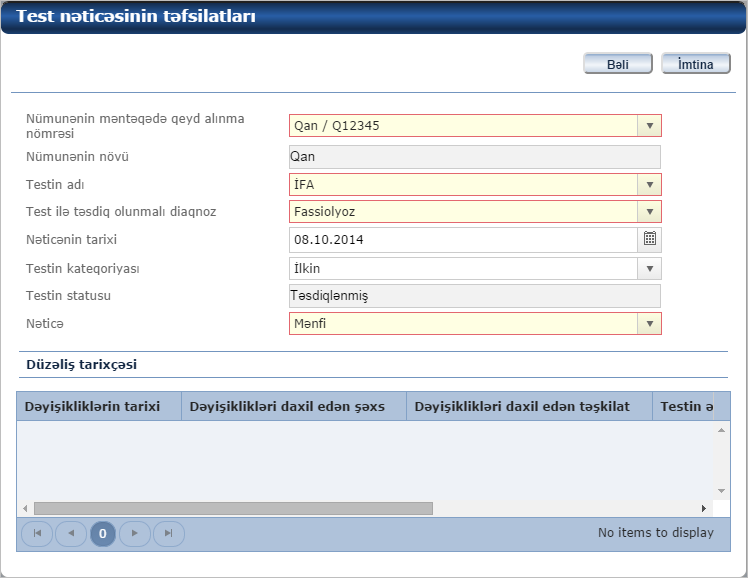 Test nəticəsinin təfsilatları
Bəli
İmtina
Nümunənin məntəqədə qeyd alınma
nömrəsi
Qan / Q12345
Nümunənin növü
Qan
Testin adı
İFA
Test ilə təsdiq olunmalı diaqnoz
Fassiolyoz
Nəticənin tarixi
08.10.2014
Testin kateqoriyası
İlkin
Testin statusu
Təsdiqlənmiş
Nəticə
Mənfi
Düzəliş tarixçəsi
Dəyişikliklərin tarixi
Dəyişiklikləri daxil edən şəxs
Dəyişiklikləri daxil edən təşkilat
Testin ə
0
No items to display